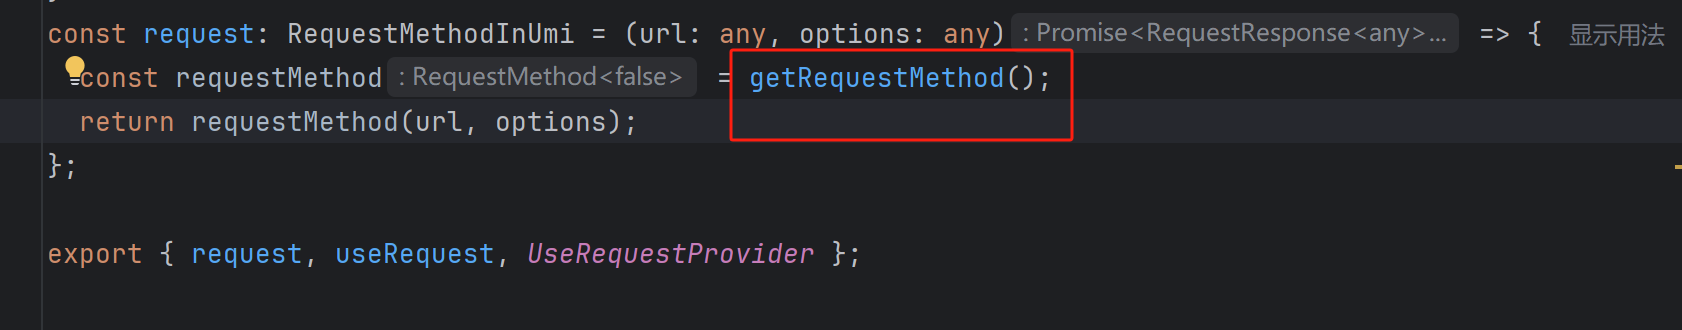 const request: RequestMethodInUmi = (url: any, options: any) : Promise<RequestResponse<any>... => { 显示用法
const requestMethod : RequestMethod<false> = getRequestMethod();
return requestMethod(url, options);
};
export { request, useRequest, UseRequestProvider };